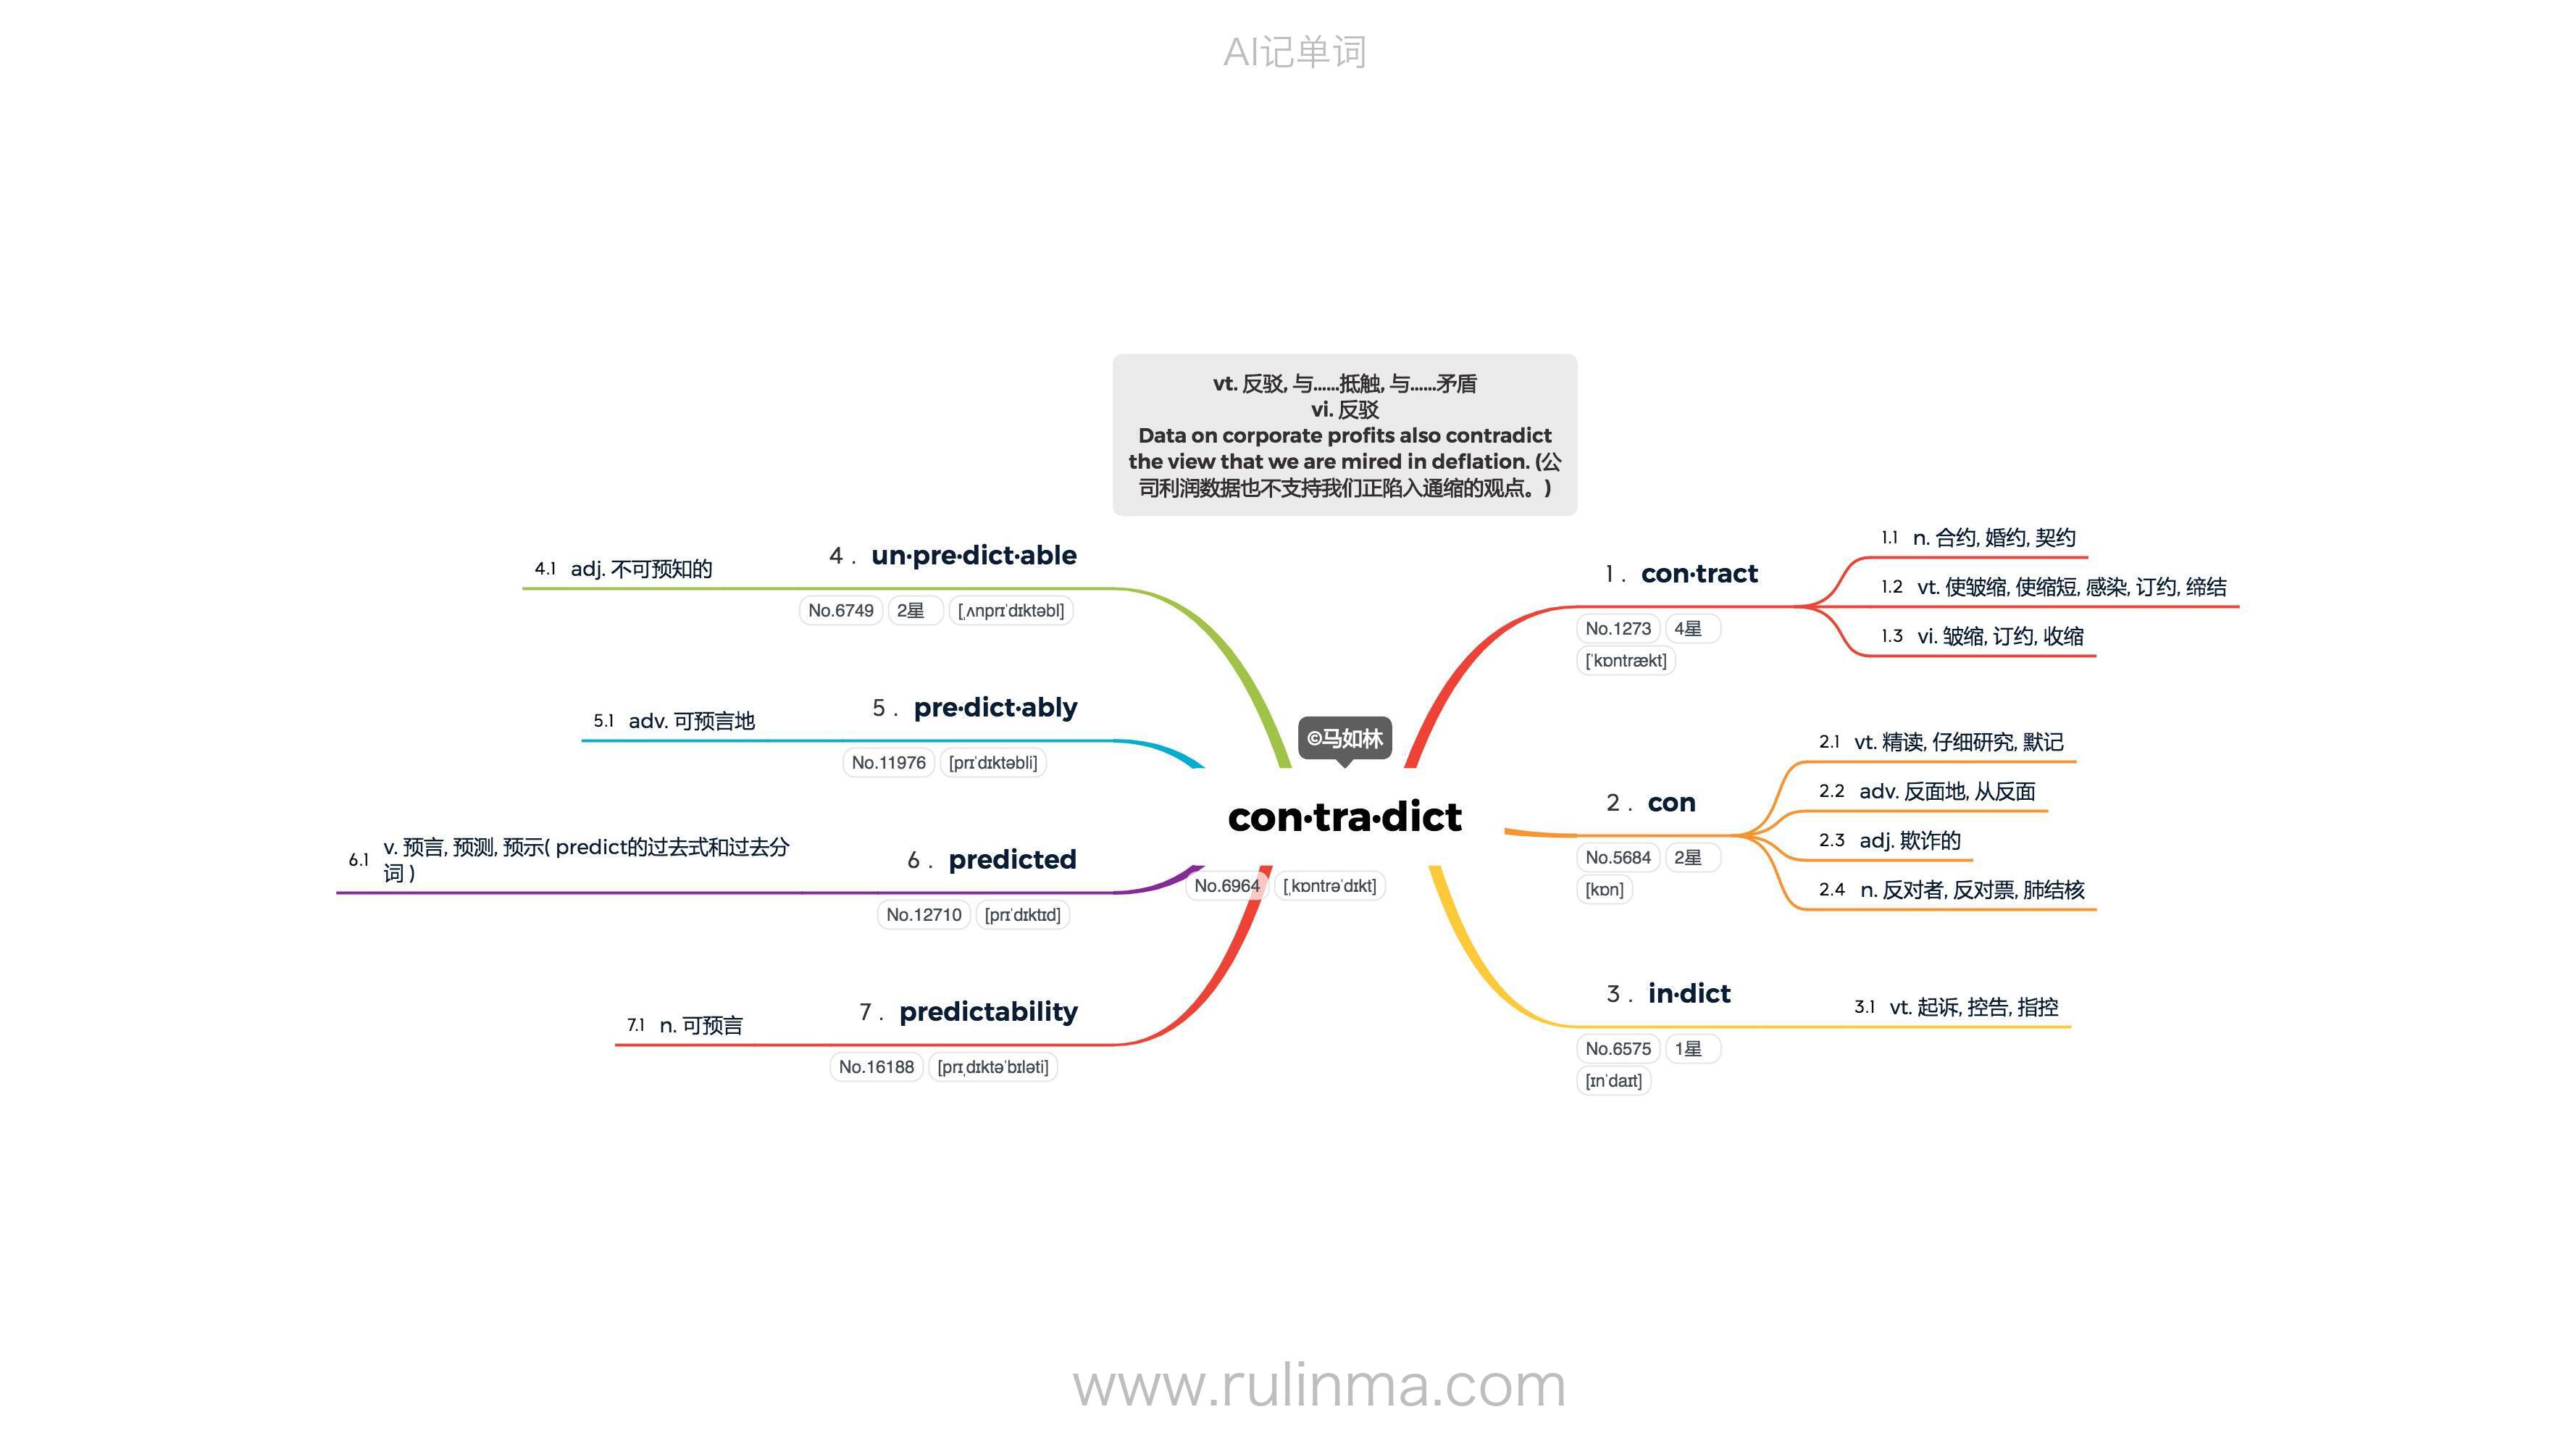 AI记单词
vt. 反驳, 与......抵触, 与......矛盾
vi. 反驳
Data on corporate profits also contradict
the view that we are mired in deflation. (公
司利润数据也不支持我们正陷入通缩的观点。)
©马如林
con·tra·dict
No.6964 [ˌkɒntrəˈdɪkt]
1 . con·tract
No.1273 4星
[ˈkɒntrækt]
1.1 n. 合约, 婚约, 契约
1.2 vt. 使皱缩, 使缩短, 感染, 订约, 缔结
1.3 vi. 皱缩, 订约, 收缩
2 . con
No.5684 2星
[kɒn]
2.1 vt. 精读, 仔细研究, 默记
2.2 adv. 反面地, 从反面
2.3 adj. 欺诈的
2.4 n. 反对者, 反对票, 肺结核
3 . in·dict
No.6575 1星
[ɪnˈdaɪt]
3.1 vt. 起诉, 控告, 指控
4 . un·pre·dict·able
No.6749 2星 [ˌʌnprɪˈdɪktəbl]
4.1 adj. 不可预知的
5 . pre·dict·ably
No.11976 [prɪˈdɪktəbli]
5.1 adv. 可预言地
6 . predicted
No.12710 [prɪˈdɪktɪd]
6.1 v. 预言, 预测, 预示( predict的过去式和过去分
词 )
7 . predictability
No.16188 [prɪˌdɪktəˈbɪləti]
7.1 n. 可预言
www.rulinma.com